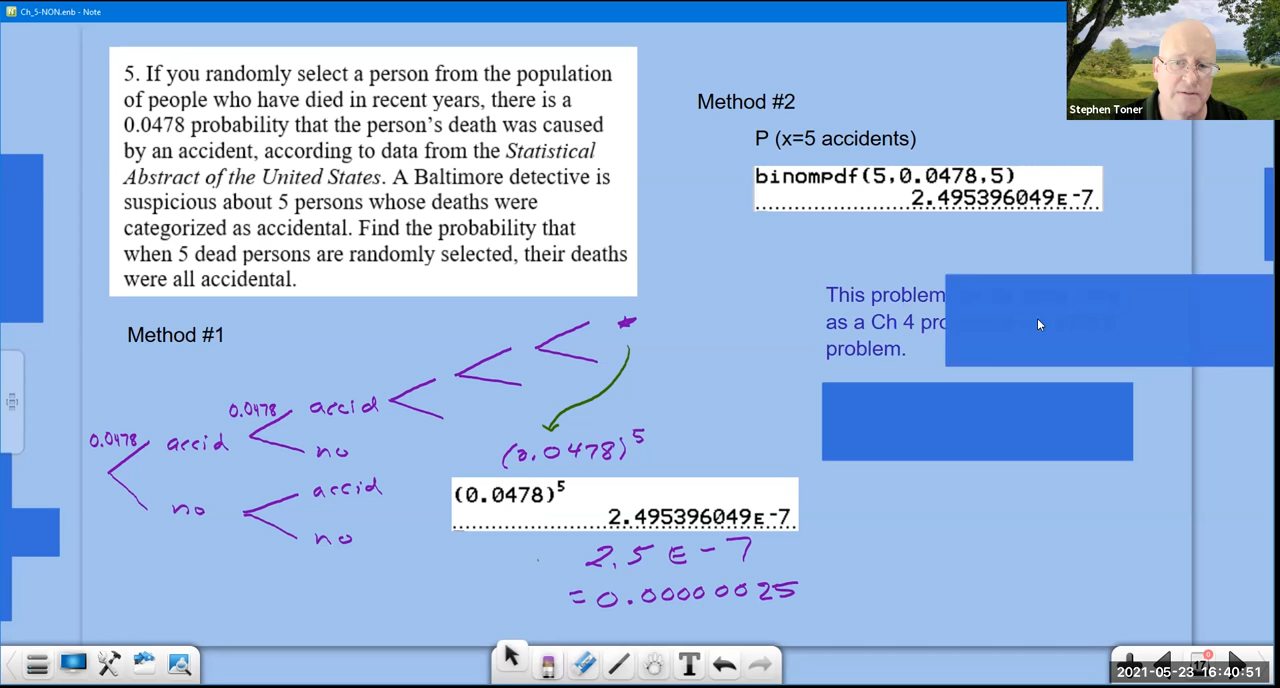 Ch_5-NON.enb - Note
Stephen Toner
5. If you randomly select a person from the population
of people who have died in recent years, there is a
0.0478 probability that the person's death was caused
by an accident, according to data from the Statistical
Abstract of the United States. A Baltimore detective is
suspicious about 5 persons whose deaths were
categorized as accidental. Find the probability that
when 5 dead persons are randomly selected, their deaths
were all accidental.
Method #1
0.0478
accid
no
0.0478
accid
no
accid
no
(0.0478)^5
(0.0478)^5
2.495396049E-7
2.5 E-7
=0.00000025
Method #2
P (x=5 accidents)
binompdf(5,0.0478,5)
2.495396049E-7
This problem
as a Ch 4
problem.
17
2021-05-23 16:40:51